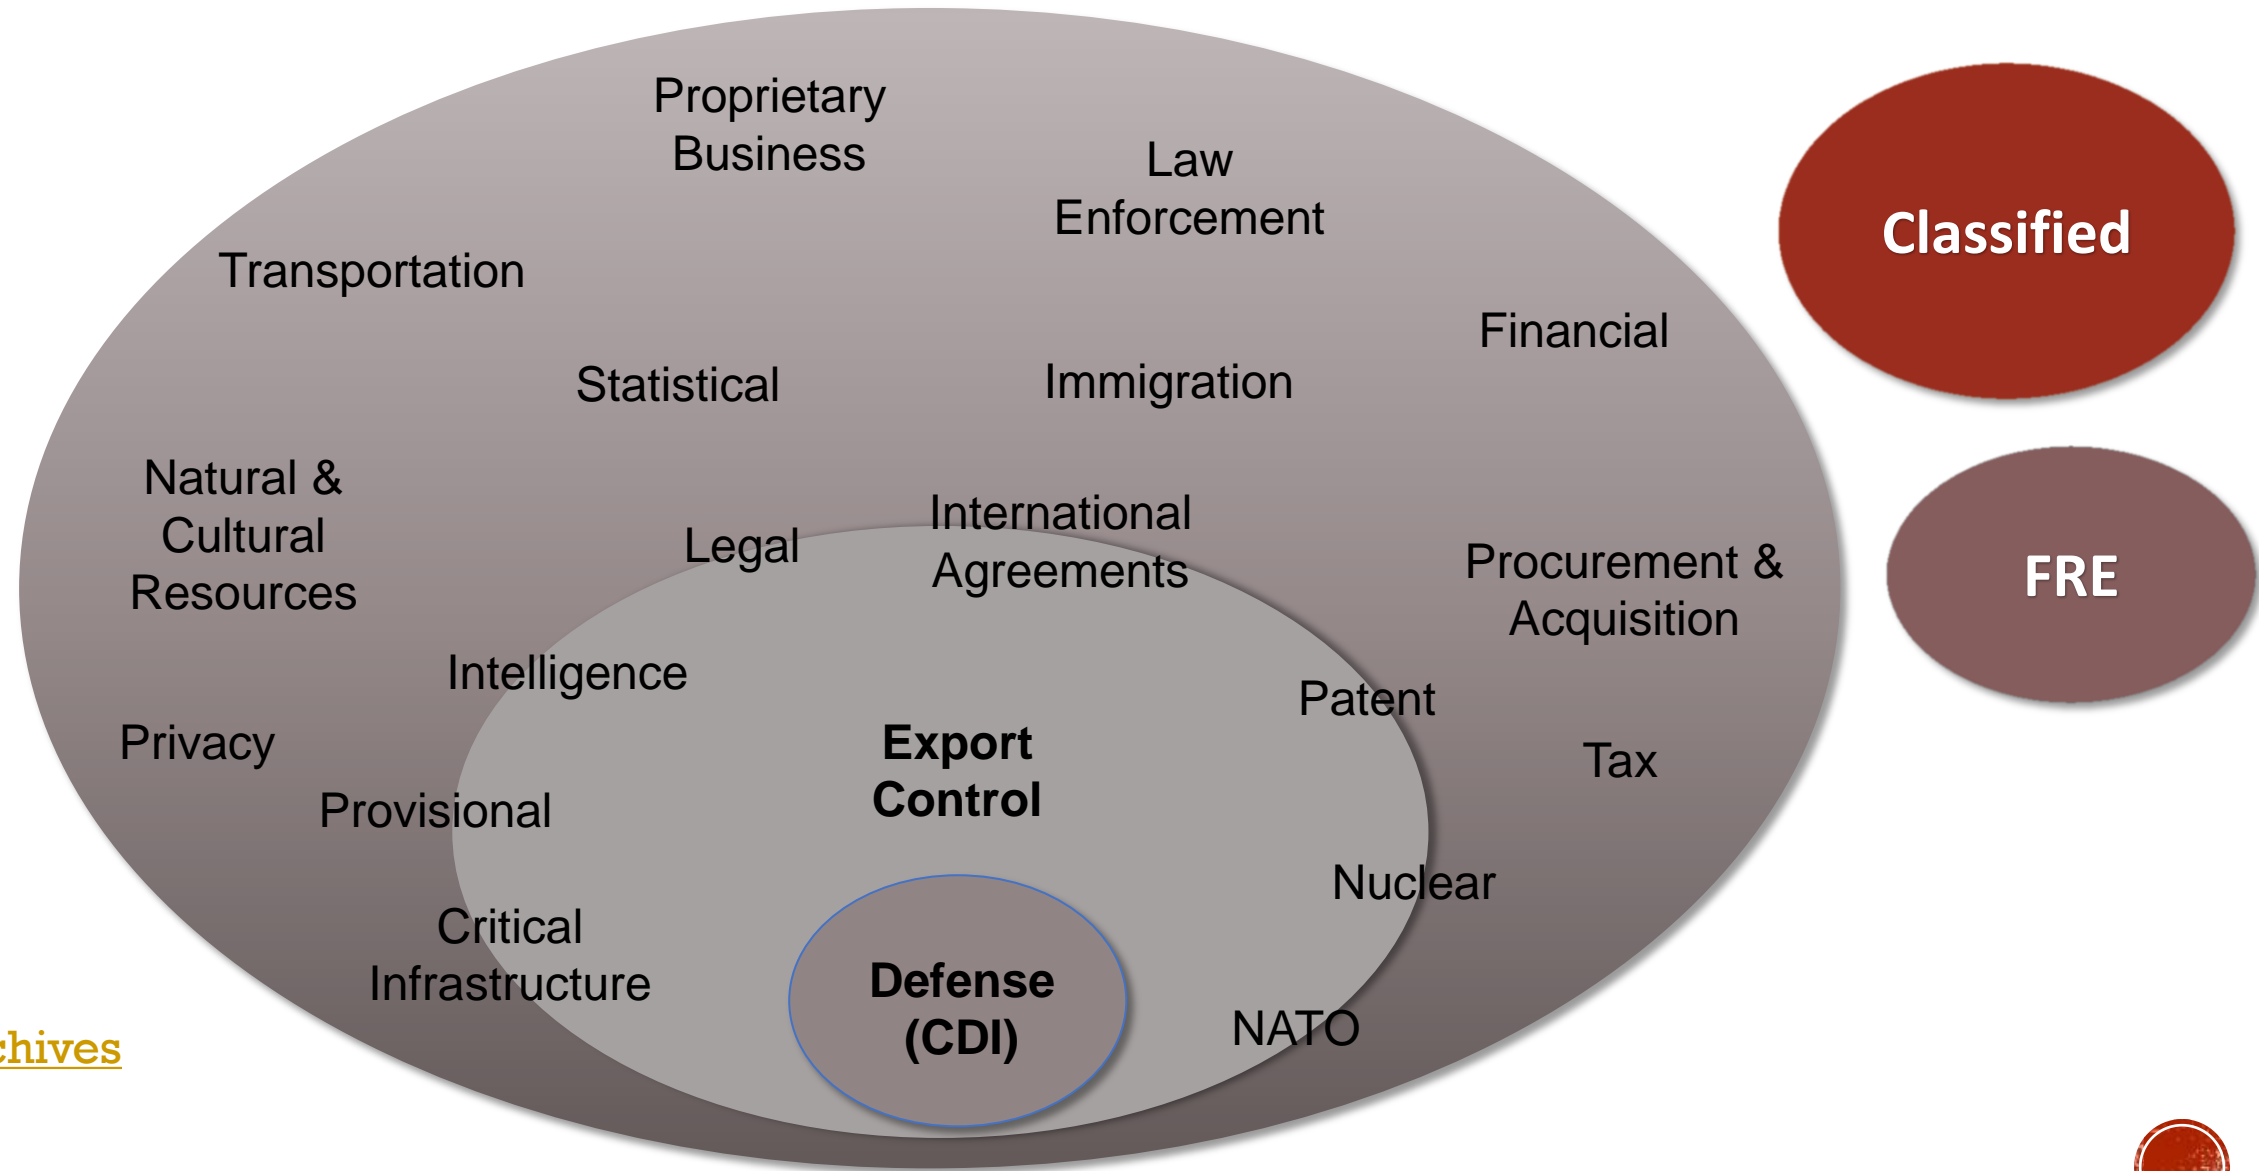 Proprietary
Business
Law
Enforcement
Classified
Transportation
Financial
Statistical
Immigration
Natural &
Cultural
Resources
Legal
International
Agreements
Procurement &
Acquisition
FRE
Intelligence
Patent
Privacy
Export
Control
Tax
Provisional
Nuclear
Critical
Infrastructure
Defense
(CDI)
NATO
chives